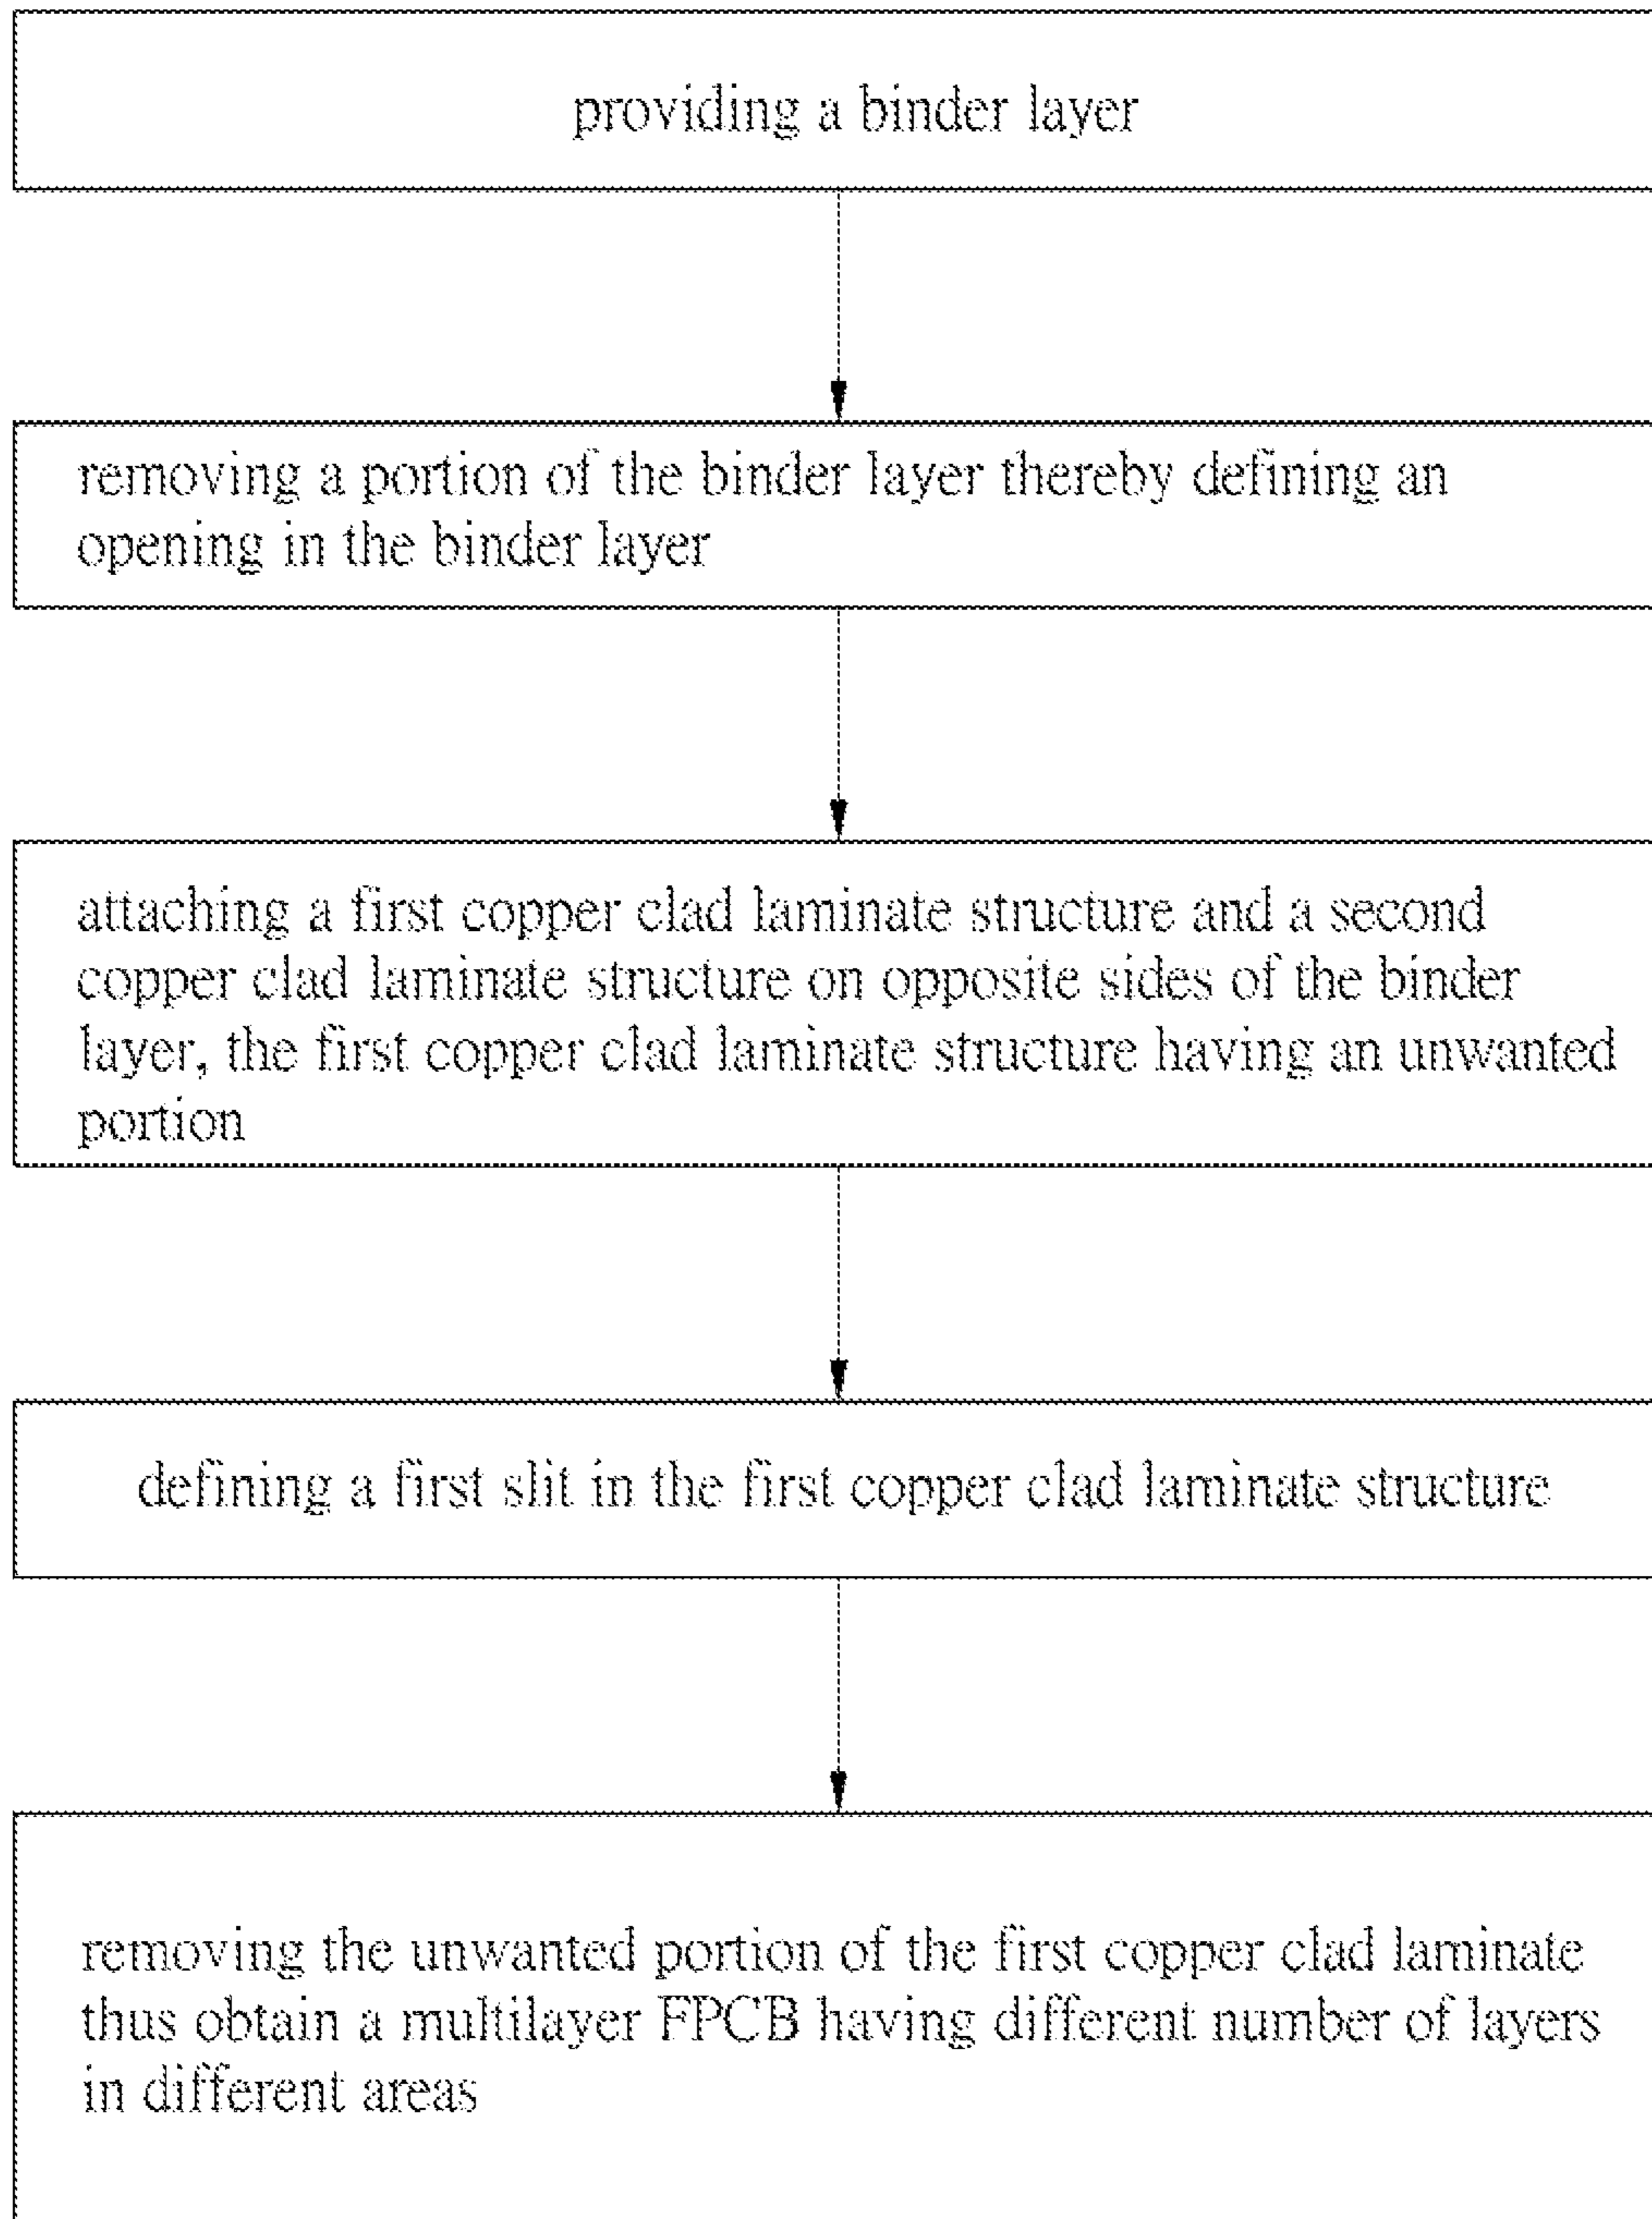 providing a binder layer
removing a portion of the binder layer thereby defining an
opening in the binder layer
attaching a first copper clad laminate structure and a second
copper clad laminate structure on opposite sides of the binder
layer, the first copper clad laminate structure having an unwanted
portion
defining a first slit in the first copper clad laminate structure
removing the unwanted portion of the first copper clad laminate
thus obtain a multilayer FPCB having different number of layers
in different areas